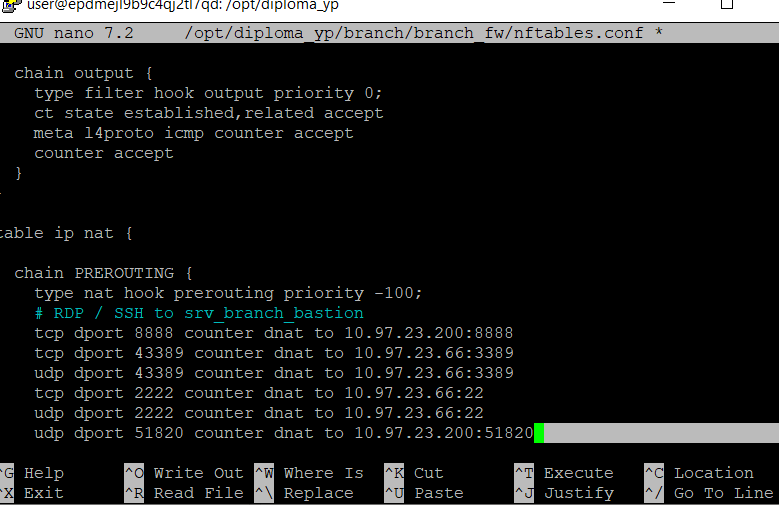 user@epdmejl9b9c4qj2tl7qd: /opt/diploma_yp
GNU nano 7.2 /opt/diploma_yp/branch/branch_fw/nftables.conf *
chain output {
type filter hook output priority 0;
ct state established,related accept
meta l4proto icmp counter accept
counter accept
}
table ip nat {
chain PREROUTING {
type nat hook prerouting priority -100;
# RDP / SSH to srv_branch_bastion
tcp dport 8888 counter dnat to 10.97.23.200:8888
tcp dport 43389 counter dnat to 10.97.23.66:3389
udp dport 43389 counter dnat to 10.97.23.66:3389
tcp dport 2222 counter dnat to 10.97.23.66:22
udp dport 2222 counter dnat to 10.97.23.66:22
udp dport 51820 counter dnat to 10.97.23.200:51820
^G Help ^O Write Out ^W Where Is ^K Cut ^T Execute ^C Location
^X Exit ^R Read File ^\ Replace ^U Paste ^J Justify ^/ Go To Line